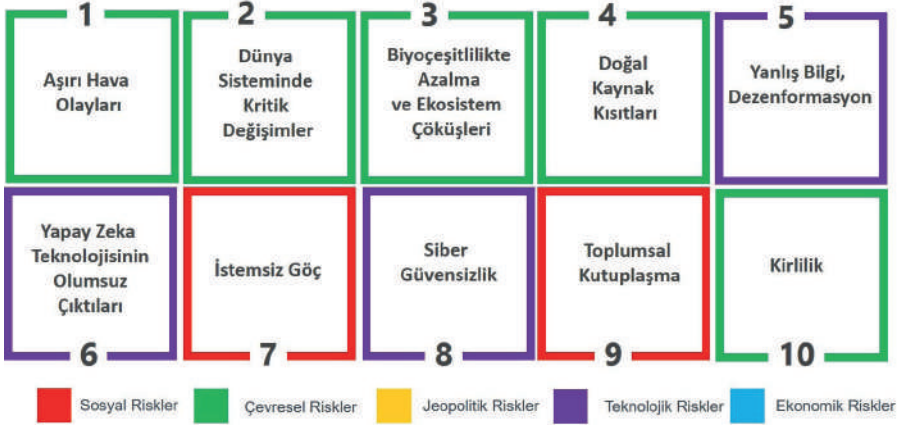 1
Aşırı Hava
Olayları
2
Dünya
Sisteminde
Kritik
Değişimler
3
Biyoçeşitlilikte
Azalma
ve Ekosistem
Çöküşleri
4
Doğal
Kaynak
Kısıtları
5
Yanlış Bilgi,
Dezenformasyon
Yapay Zeka
Teknolojisinin
Olumsuz
Çıktıları
6
İstemsiz Göç
7
Siber
Güvensizlik
8
Toplumsal
Kutuplaşma
9
Kirlilik
10
Sosyal Riskler
Çevresel Riskler
Jeopolitik Riskler
Teknolojik Riskler
Ekonomik Riskler